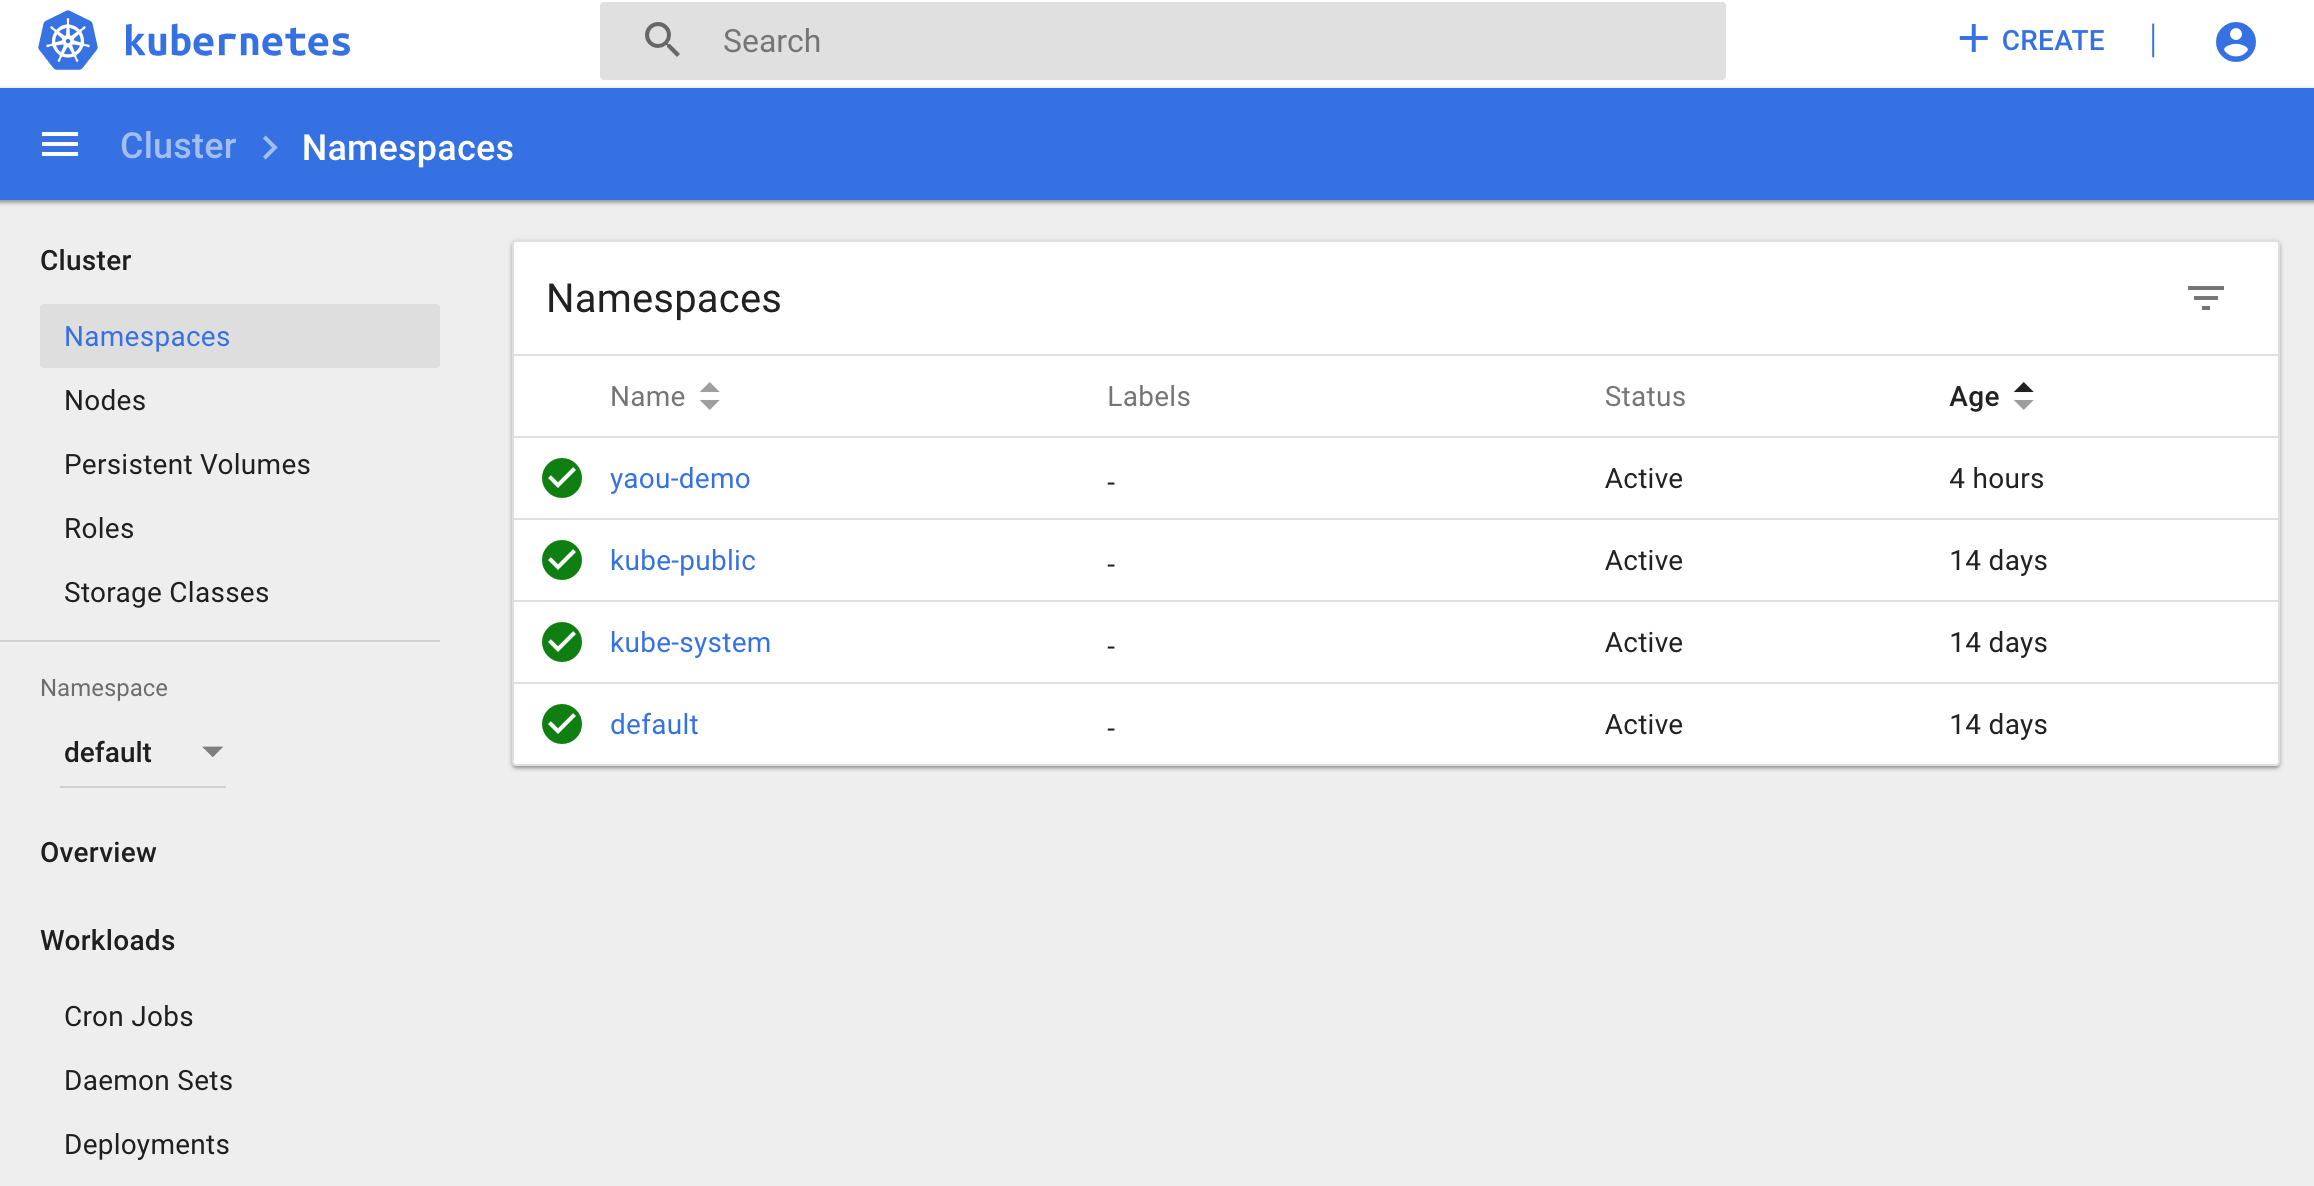 kubernetes
Search
CREATE
Cluster > Namespaces
Cluster
Namespaces
Nodes
Persistent Volumes
Roles
Storage Classes
Namespace
default
Overview
Workloads
Cron Jobs
Daemon Sets
Deployments
Namespaces
Name Labels Status Age
yaou-demo - Active 4 hours
kube-public - Active 14 days
kube-system - Active 14 days
default - Active 14 days